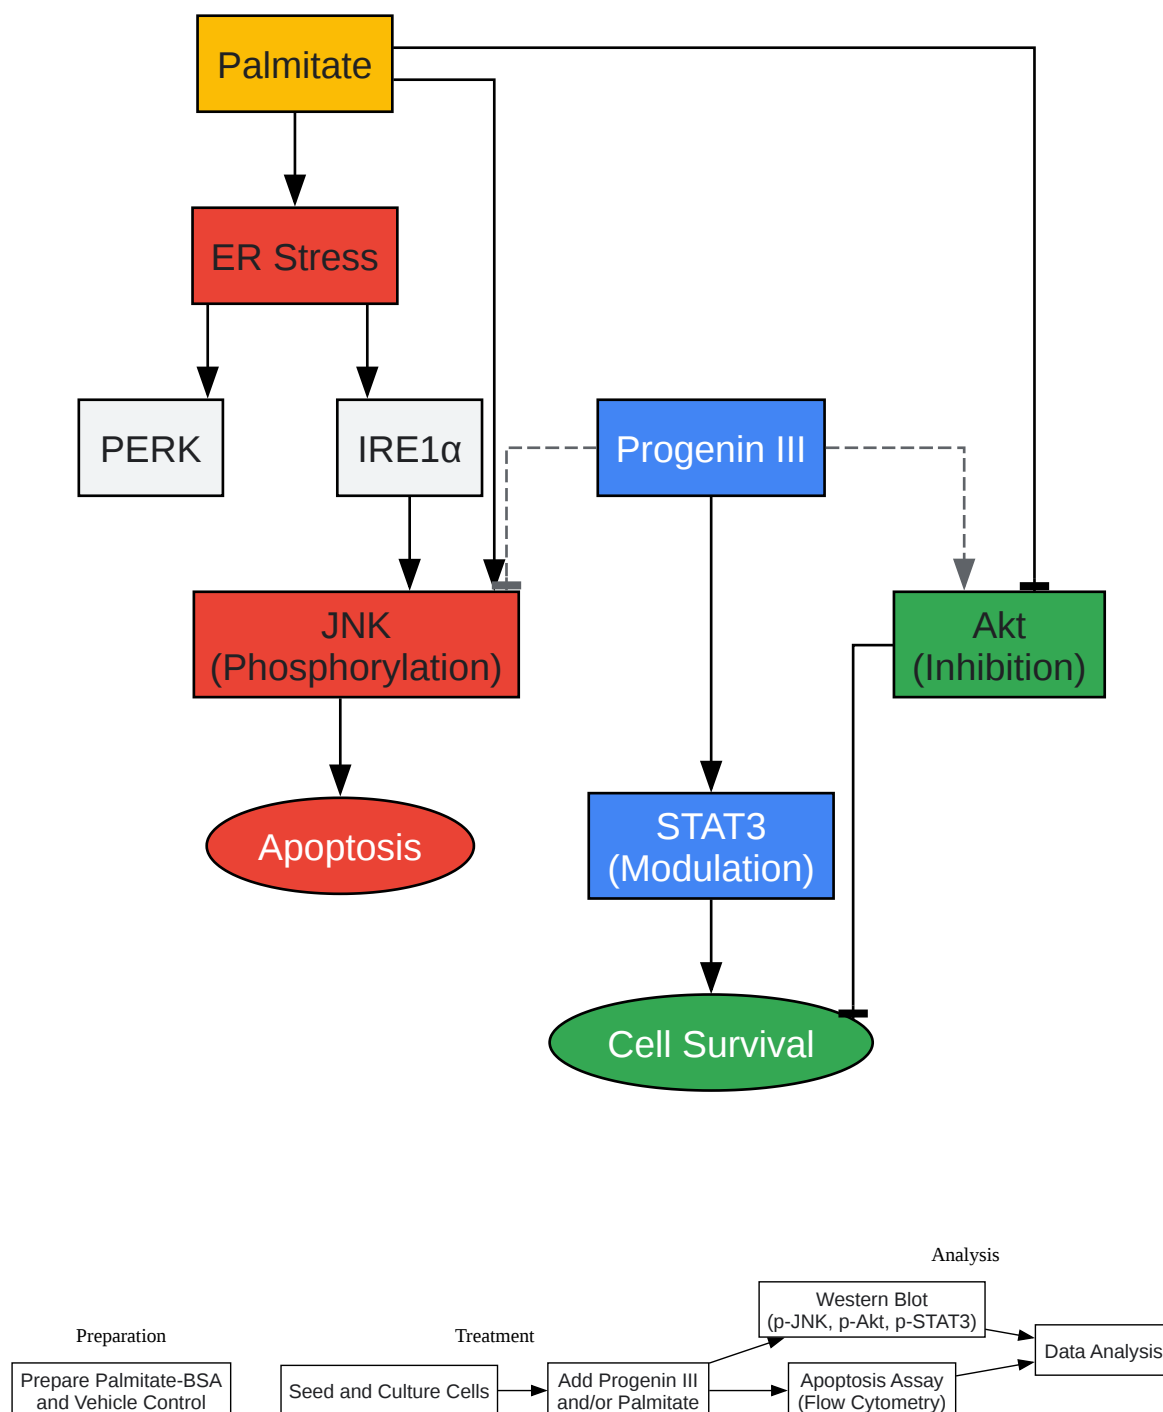 Palmitate
ER Stress
PERK
IRE1α
Progenin III
JNK
(Phosphorylation)
Akt
(Inhibition)
Apoptosis
STAT3
(Modulation)
Cell Survival
Preparation
Prepare Palmitate-BSA
and Vehicle Control
Treatment
Seed and Culture Cells
Add Progenin III
and/or Palmitate
Analysis
Western Blot
(p-JNK, p-Akt, p-STAT3)
Apoptosis Assay
(Flow Cytometry)
Data Analysis